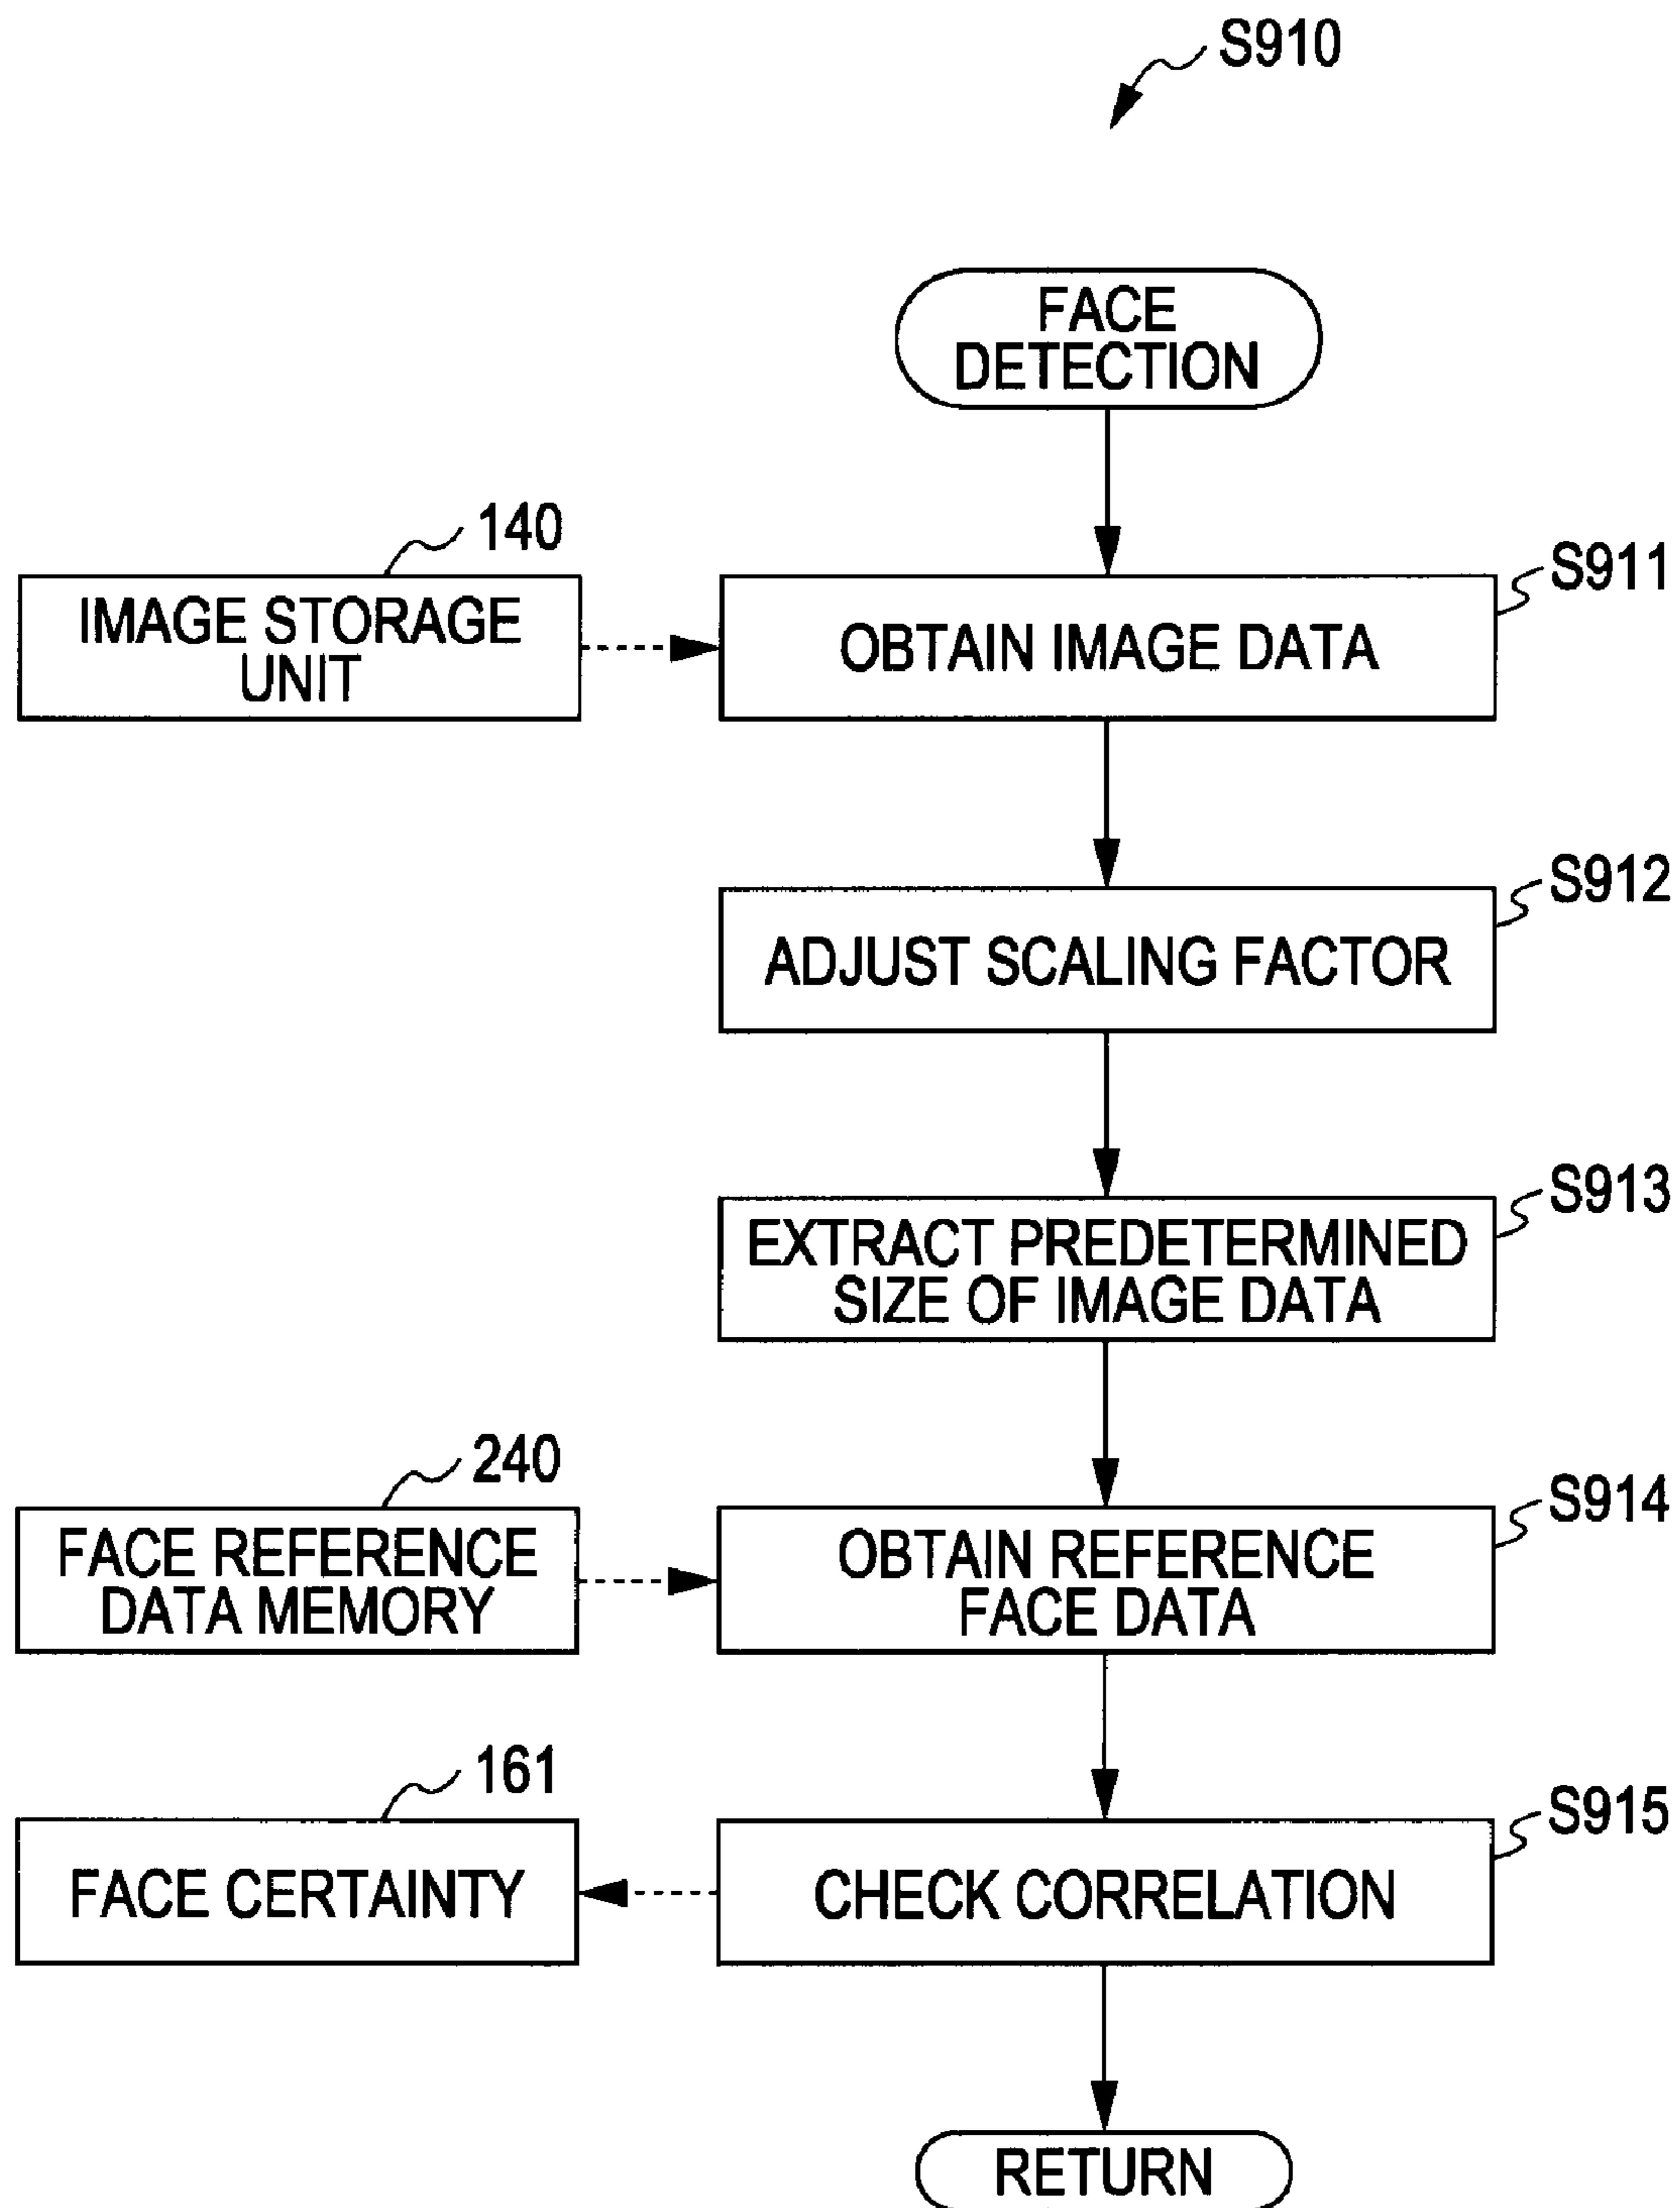 S910
FACE
DETECTION
140
IMAGE STORAGE
UNIT
S911
OBTAIN IMAGE DATA
S912
ADJUST SCALING FACTOR
S913
EXTRACT PREDETERMINED
SIZE OF IMAGE DATA
240
FACE REFERENCE
DATA MEMORY
S914
OBTAIN REFERENCE
FACE DATA
161
FACE CERTAINTY
S915
CHECK CORRELATION
RETURN